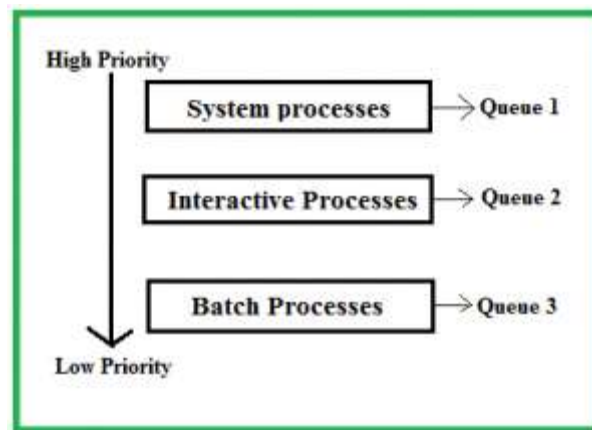 High Priority
System processes
Queue 1
Interactive Processes
Queue 2
Batch Processes
Queue 3
Low Priority